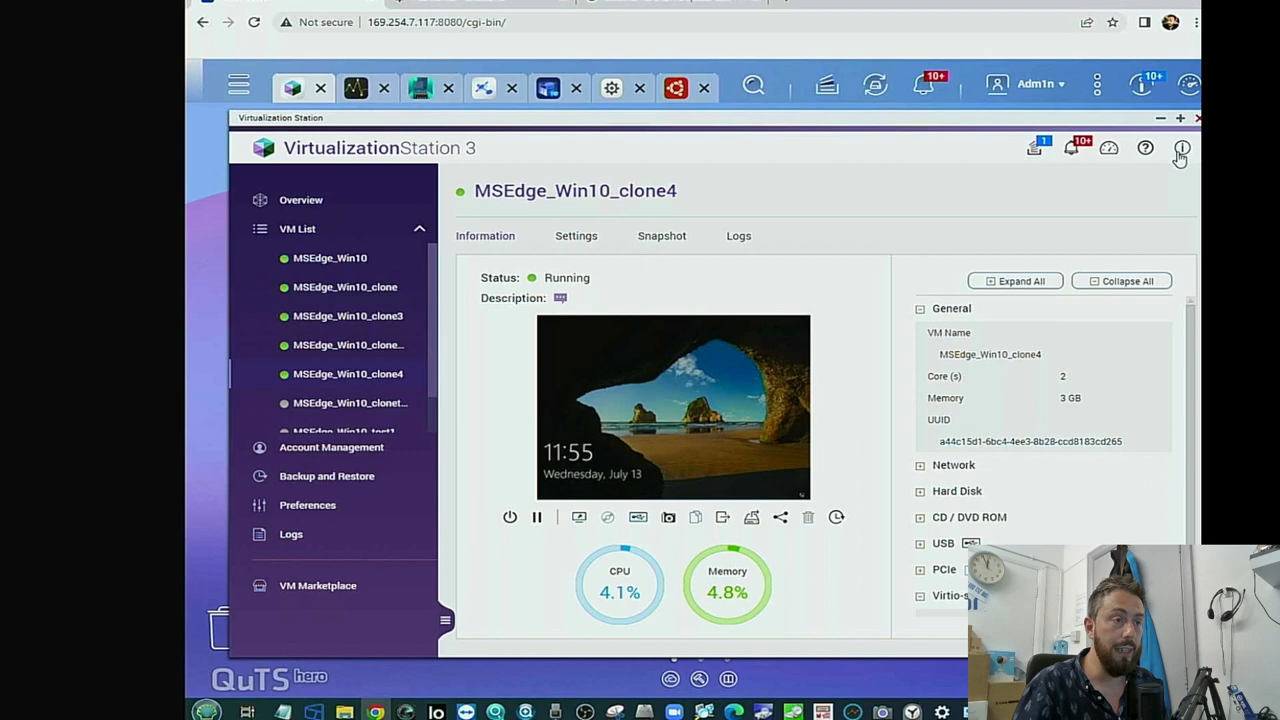 Not secure | 169.254.7.117:8080/cgi-bin/
10+
Adm1n
10+
Virtualization Station
VirtualizationStation 3
1
10+
Overview
VM List
MSEdge_Win10
MSEdge_Win10_clone
MSEdge_Win10_clone3
MSEdge_Win10_clone...
MSEdge_Win10_clone4
MSEdge_Win10_clonet...
MSEdge_Win10_test1
Account Management
Backup and Restore
Preferences
Logs
VM Marketplace
MSEdge_Win10_clone4
Information Settings Snapshot Logs
Status: Running
Description:
11:55
Wednesday, July 13
CPU
4.1%
Memory
4.8%
Expand All Collapse All
General
VM Name
MSEdge_Win10_clone4
Core (s) 2
Memory 3 GB
UUID
a44c15d1-6bc4-4ee3-8b28-ccd8183cd265
Network
Hard Disk
CD / DVD ROM
USB
PCIe
Virtio-s
QuTS hero